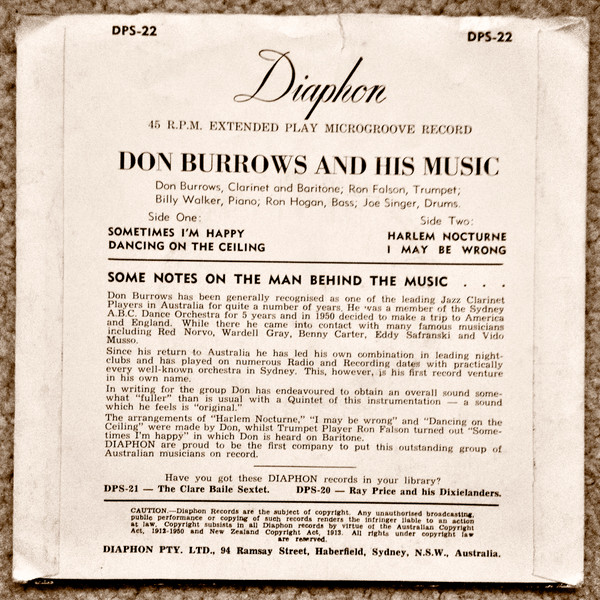 DPS-22 DPS-22
Diaphon
45 R.P.M. EXTENDED PLAY MICROGROOVE RECORD
DON BURROWS AND HIS MUSIC
Don Burrows, Clarinet and Baritone; Ron Falson, Trumpet;
Billy Walker, Piano; Ron Hogan, Bass; Joe Singer, Drums.
Side One: Side Two:
SOMETIMES I'M HAPPY HARLEM NOCTURNE
DANCING ON THE CEILING I MAY BE WRONG
SOME NOTES ON THE MAN BEHIND THE MUSIC . . .
Don Burrows has been generally recognised as one of the leading Jazz Clarinet
Players in Australia for quite a number of years. He was a member of the Sydney
A.B.C. Dance Orchestra for 5 years and in 1950 decided to make a trip to America
and England. While there he came into contact with many famous musicians
including Red Norvo, Wardell Gray, Benny Carter, Eddy Safranski and Vido
Musso.
Since his return to Australia he has led his own combination in leading night-
clubs and has played on numerous Radio and Recording dates with practically
every well-known orchestra in Sydney. This, however, is his first record venture
in his own name.
In writing for the group Don has endeavoured to obtain an overall sound some-
what "fuller" than is usual with a Quintet of this instrumentation — a sound
which he feels is "original."
The arrangements of "Harlem Nocturne," "I may be wrong" and "Dancing on the
Ceiling" were made by Don, whilst Trumpet Player Ron Falson turned out "Some-
times I'm happy" in which Don is heard on Baritone.
DIAPHON are proud to be the first company to put this outstanding group of
Australian musicians on record.
Have you got these DIAPHON records in your library?
DPS-21 — The Clare Baile Sextet. DPS-20 — Ray Price and his Dixielanders.
CAUTION.—Diaphon Records are the subject of copyright. Any unauthorised broadcasting,
public performance or copying of such records renders the infringer liable to an action
at law. Copyright subsists in all Diaphon Records by virtue of the Australian Copyright
Act, 1912-1950 and New Zealand Copyright Act, 1913. All rights under copyright law
are reserved.
DIAPHON PTY. LTD., 94 Ramsay Street, Haberfield, Sydney, N.S.W., Australia.